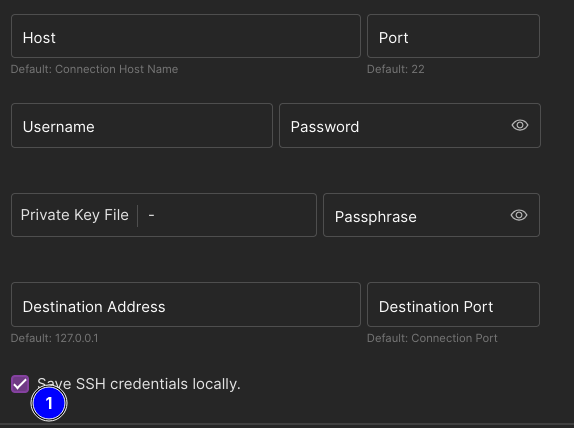 Host Port
Default: Connection Host Name Default: 22
Username Password
Private Key File - Passphrase
Destination Address Destination Port
Default: 127.0.0.1 Default: Connection Port
Save SSH credentials locally.
1